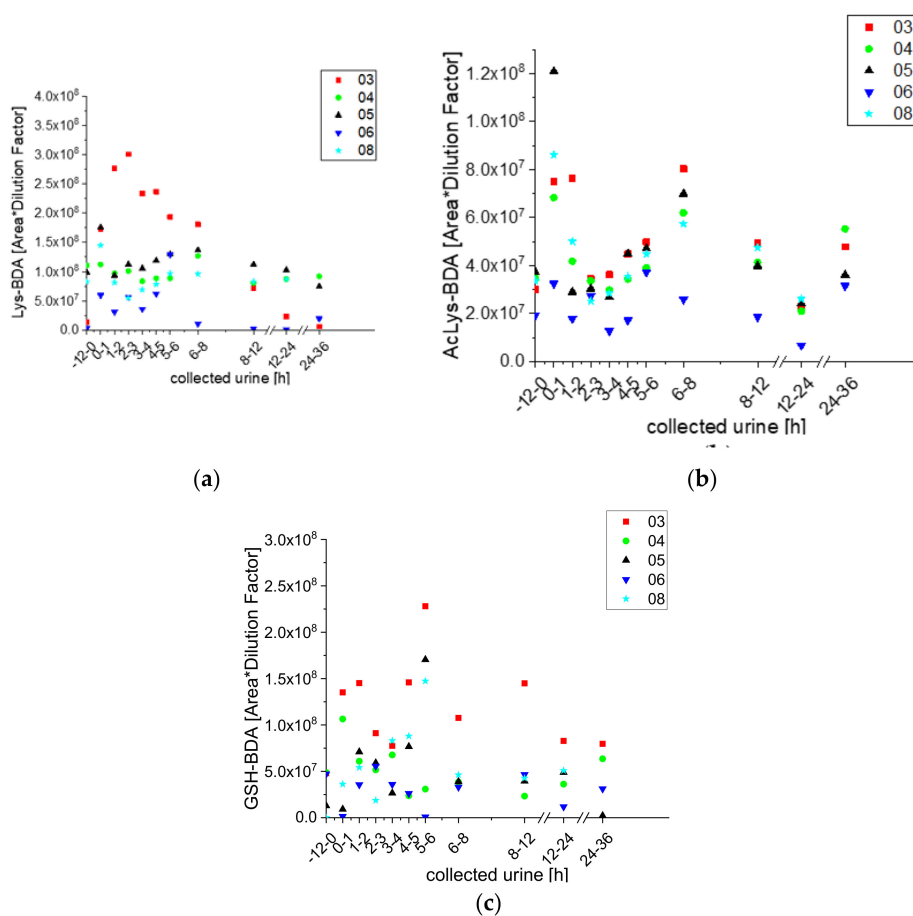 03
04
05
06
08
Lys-BDA [Area*Dilution Factor]
4.0x10⁸
3.5x10⁸
3.0x10⁸
2.5x10⁸
2.0x10⁸
1.5x10⁸
1.0x10⁸
5.0x10⁷
0.0
-12-0
0-1
1-2
2-3
3-4
4-5
5-6
6-8
8-12
12-24
24-36
collected urine [h]
(a)
03
04
05
06
08
AcLys-BDA [Area*Dilution Factor]
1.2x10⁸
8.0x10⁷
6.0x10⁷
4.0x10⁷
2.0x10⁷
0.0
-12-0
0-1
1-2
2-3
3-4
4-5
5-6
6-8
8-12
12-24
24-36
collected urine [h]
(b)
03
04
05
06
08
GSH-BDA [Area*Dilution Factor]
3.0x10⁸
2.5x10⁸
2.0x10⁸
1.5x10⁸
1.0x10⁸
5.0x10⁷
0.0
-12-0
0-1
1-2
2-3
3-4
4-5
5-6
6-8
8-12
12-24
24-36
collected urine [h]
(c)